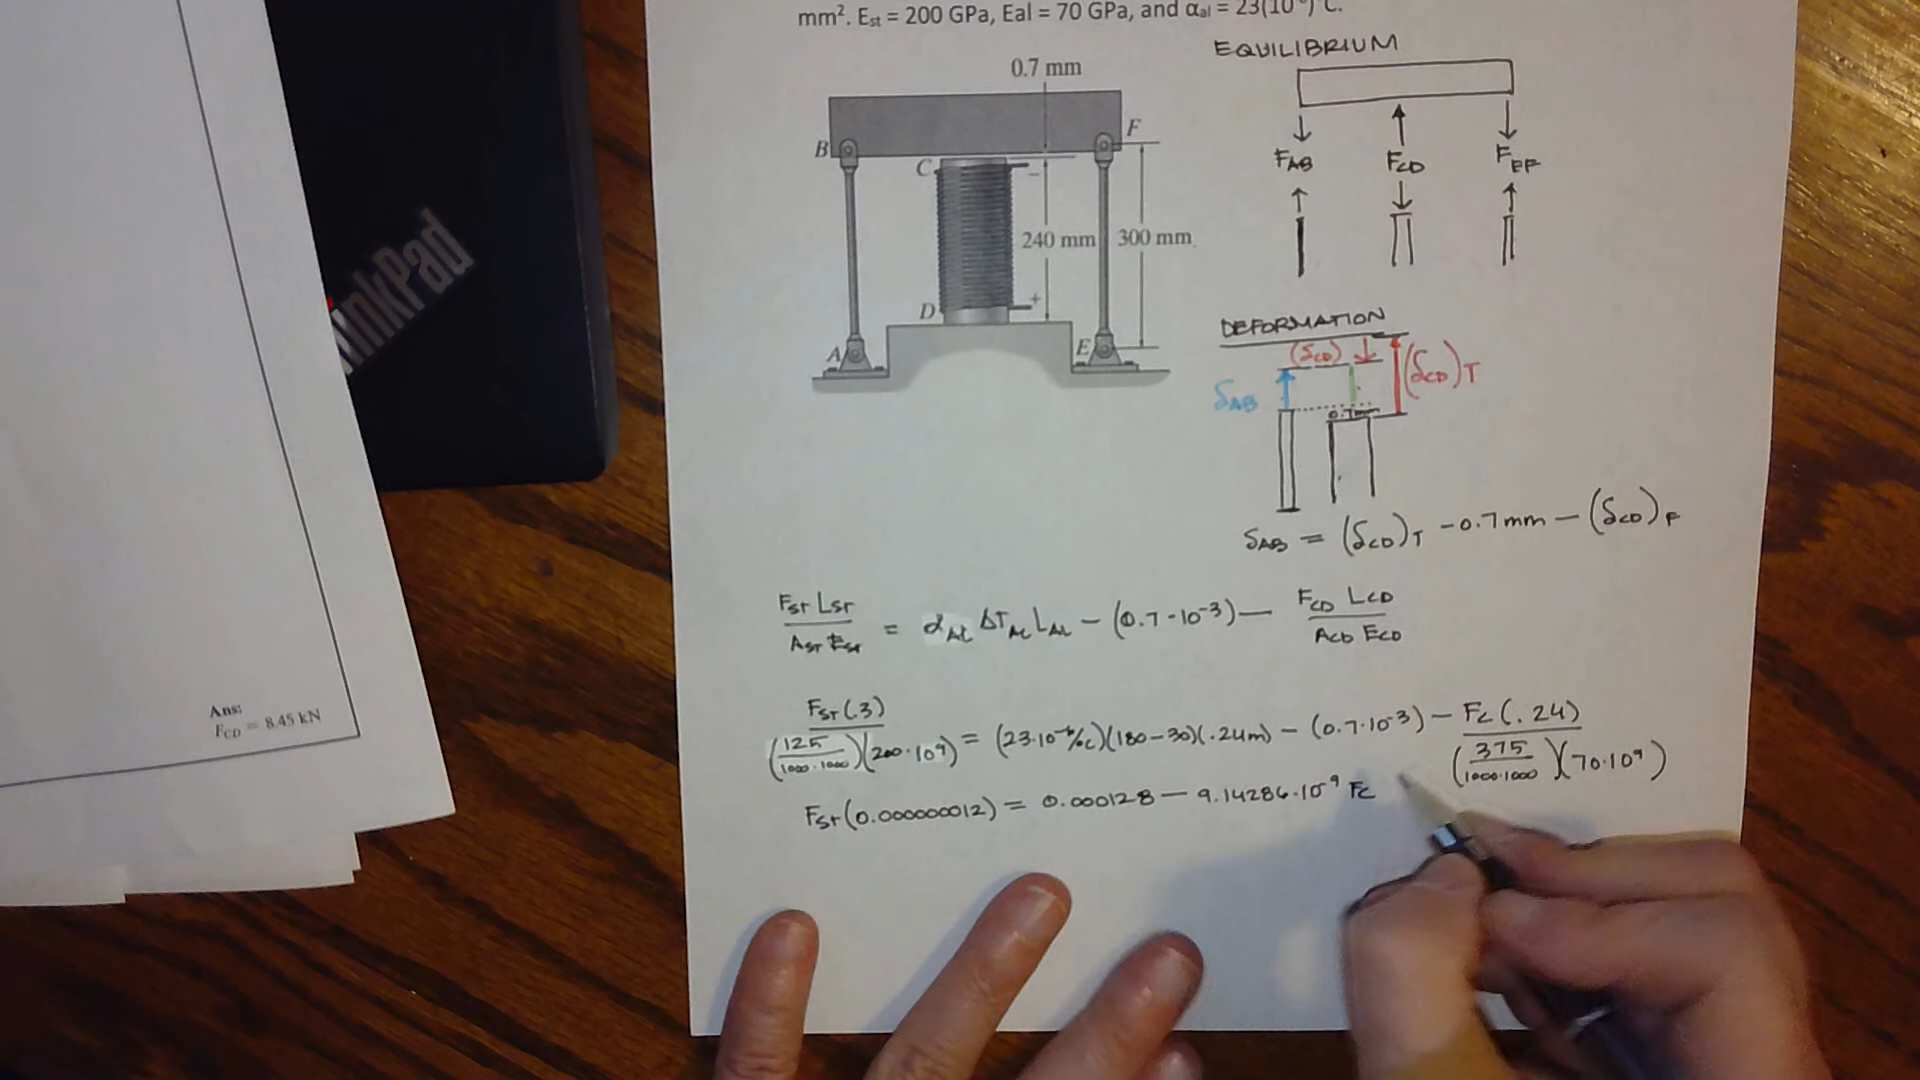 mm². Est = 200 GPa, Eal = 70 GPa, and αal = 23(10⁻⁶)°C.
EQUILIBRIUM
0.7 mm
B
F
C
−
240 mm
300 mm
D
+
A
E
FAB
FCD
FEF
DEFORMATION
(δCD)
(δCD)T
δAB
0.7mm
δAB = (δCD)T - 0.7mm - (δCD)F
FST LST / AST EST = αAL ΔTAL LAL - (0.7·10⁻³) - FCD LCD / ACD ECD
FST(.3) / (125/1000·1000)(200·10⁹) = (23·10⁻⁶/°C)(180-30)(.24m) - (0.7·10⁻³) - FC(.24) / (375/1000·1000)(70·10⁹)
FST(0.000000012) = 0.000128 - 9.14286·10⁻⁹ FC
ThinkPad
Ans:
FCD = 8.45 kN